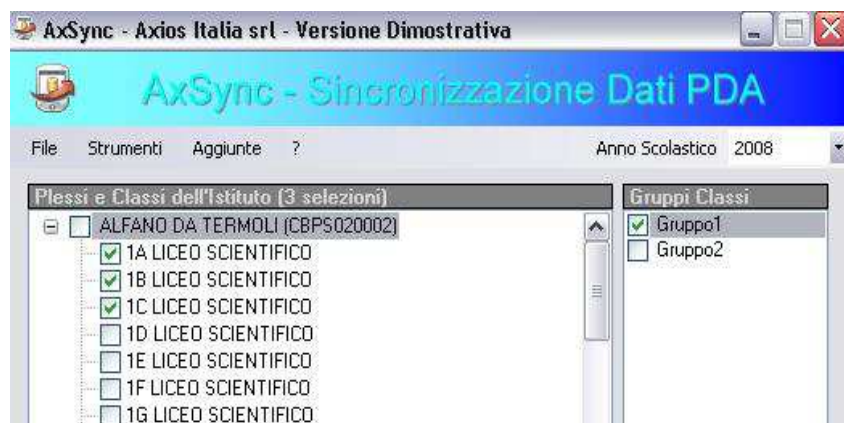 AxSync - Axios Italia srl - Versione Dimostrativa
AxSync - Sincronizzazione Dati PDA
File Strumenti Aggiunte ? Anno Scolastico 2008
Plessi e Classi dell'Istituto (3 selezioni) Gruppi Classi
ALFANO DA TERMOLI (CBPS020002) Gruppo1
1A LICEO SCIENTIFICO Gruppo2
1B LICEO SCIENTIFICO
1C LICEO SCIENTIFICO
1D LICEO SCIENTIFICO
1E LICEO SCIENTIFICO
1F LICEO SCIENTIFICO
1G LICEO SCIENTIFICO